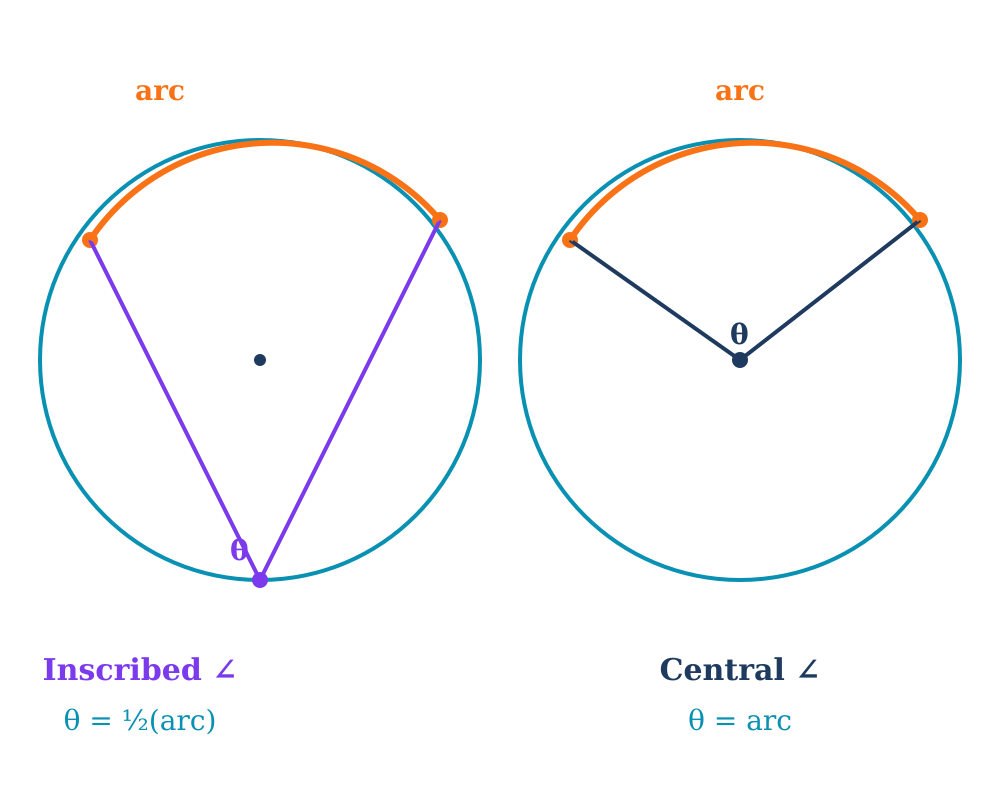 arc
arc
θ
θ
Inscribed ∠
Central ∠
θ = ½(arc)
θ = arc